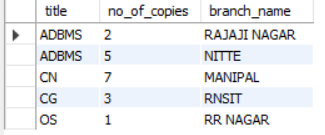 title no_of_copies branch_name
ADBMS 2 RAJAJI NAGAR
ADBMS 5 NITTE
CN 7 MANIPAL
CG 3 RNSIT
OS 1 RR NAGAR